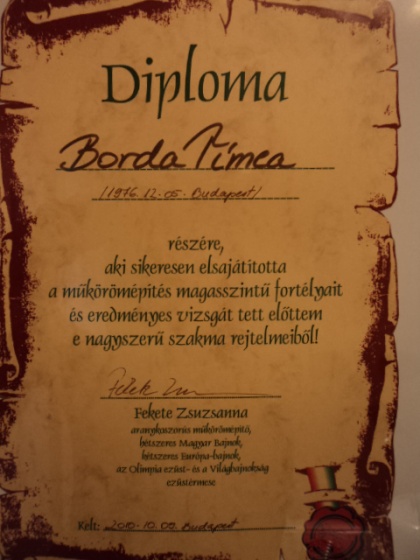 Diploma
Borda Tímea
/1976. 12. 05. Budapest/
részére,
aki sikeresen elsajátította
a műkörömépítés magasszintű fortélyait
és eredményes vizsgát tett előttem
e nagyszerű szakma rejtelmeiből!
Fekete Zsuzsanna
aranykoszorús műkörömépítő,
hétszeres Magyar Bajnok,
kétszeres Európa-bajnok,
az Olimpia ezüst- és a Világbajnokság
ezüstérmese
Kelt: 2010. 10. Budapest